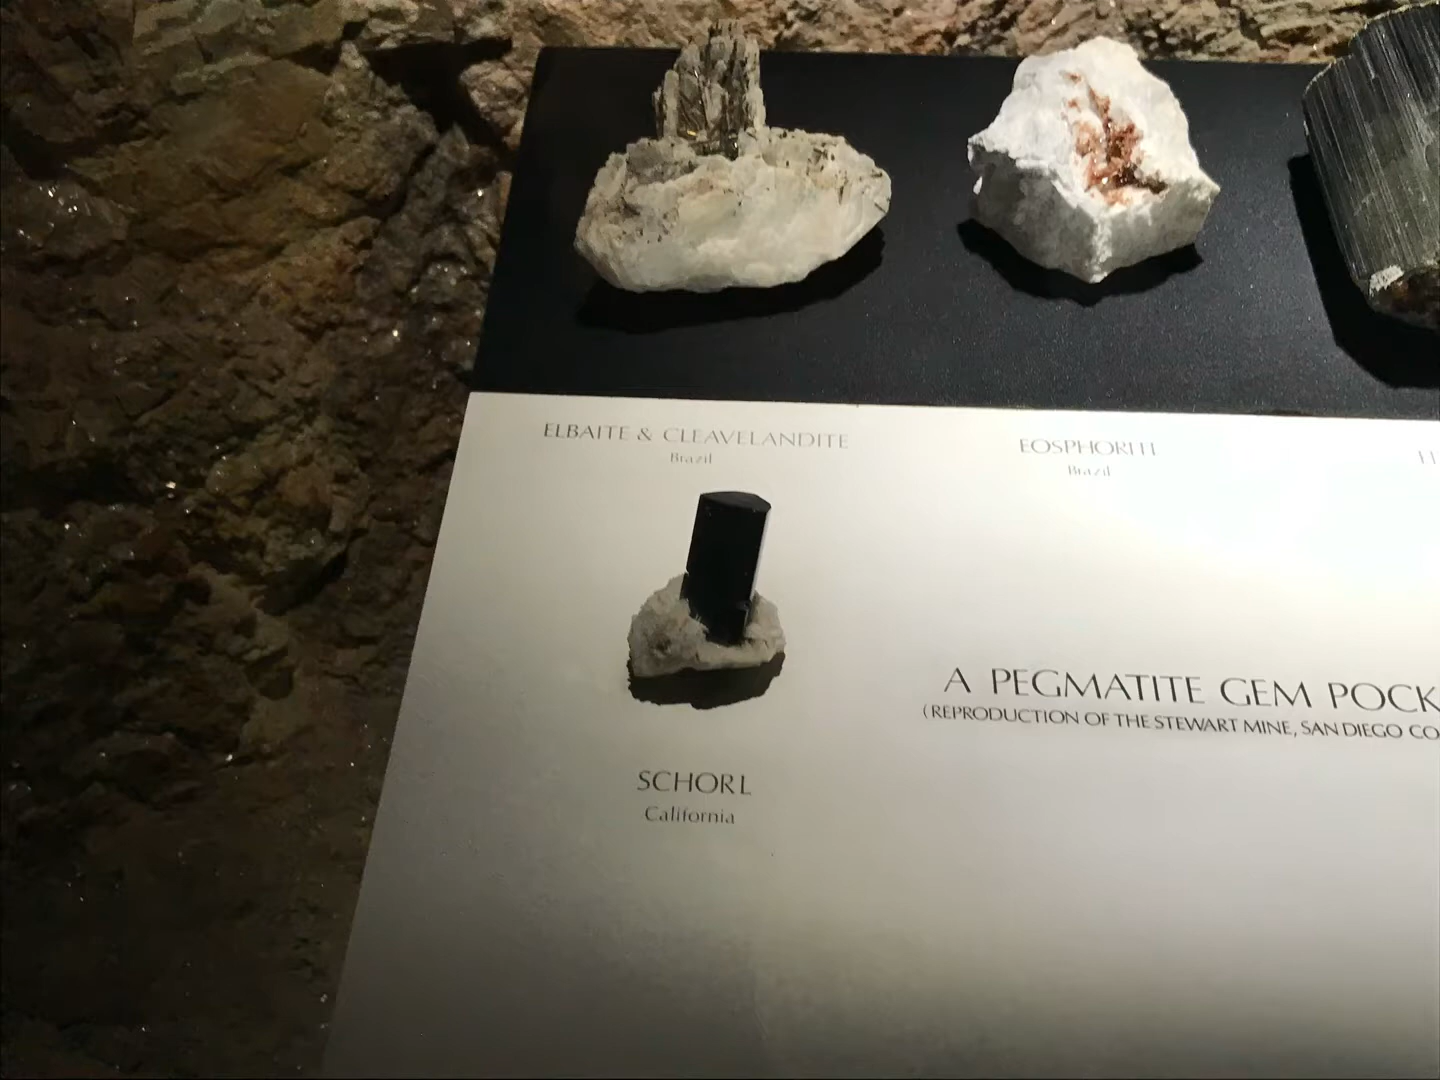 ELBAITE & CLEAVELANDITE
Brazil
EOSPHORITE
Brazil
A PEGMATITE GEM POCK
(REPRODUCTION OF THE STEWART MINE, SAN DIEGO CO
SCHORL
California